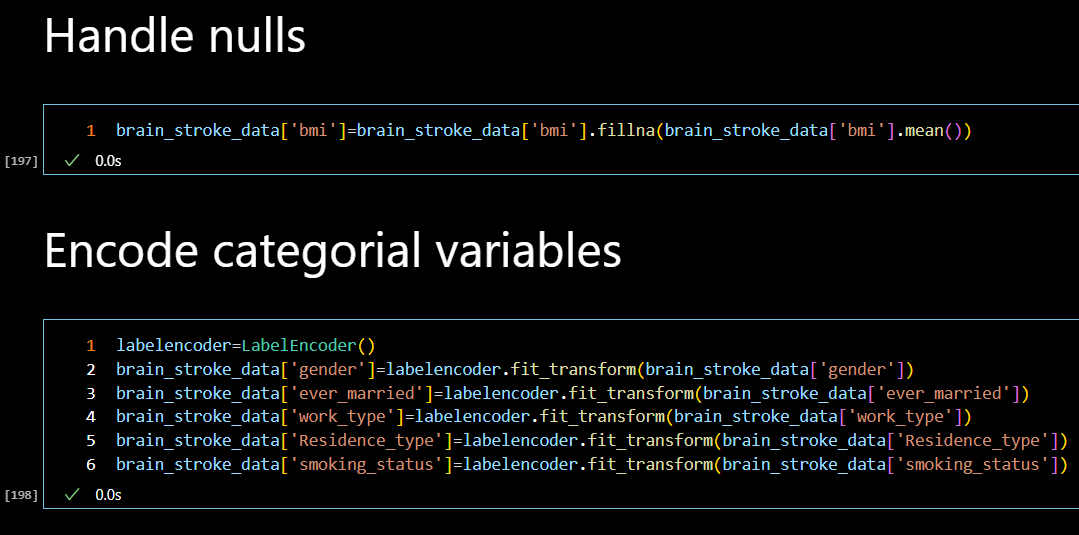 Handle nulls
1 brain_stroke_data['bmi']=brain_stroke_data['bmi'].fillna(brain_stroke_data['bmi'].mean())
[197] ✓ 0.0s
Encode categorial variables
1 labelencoder=LabelEncoder()
2 brain_stroke_data['gender']=labelencoder.fit_transform(brain_stroke_data['gender'])
3 brain_stroke_data['ever_married']=labelencoder.fit_transform(brain_stroke_data['ever_married'])
4 brain_stroke_data['work_type']=labelencoder.fit_transform(brain_stroke_data['work_type'])
5 brain_stroke_data['Residence_type']=labelencoder.fit_transform(brain_stroke_data['Residence_type'])
6 brain_stroke_data['smoking_status']=labelencoder.fit_transform(brain_stroke_data['smoking_status'])
[198] ✓ 0.0s